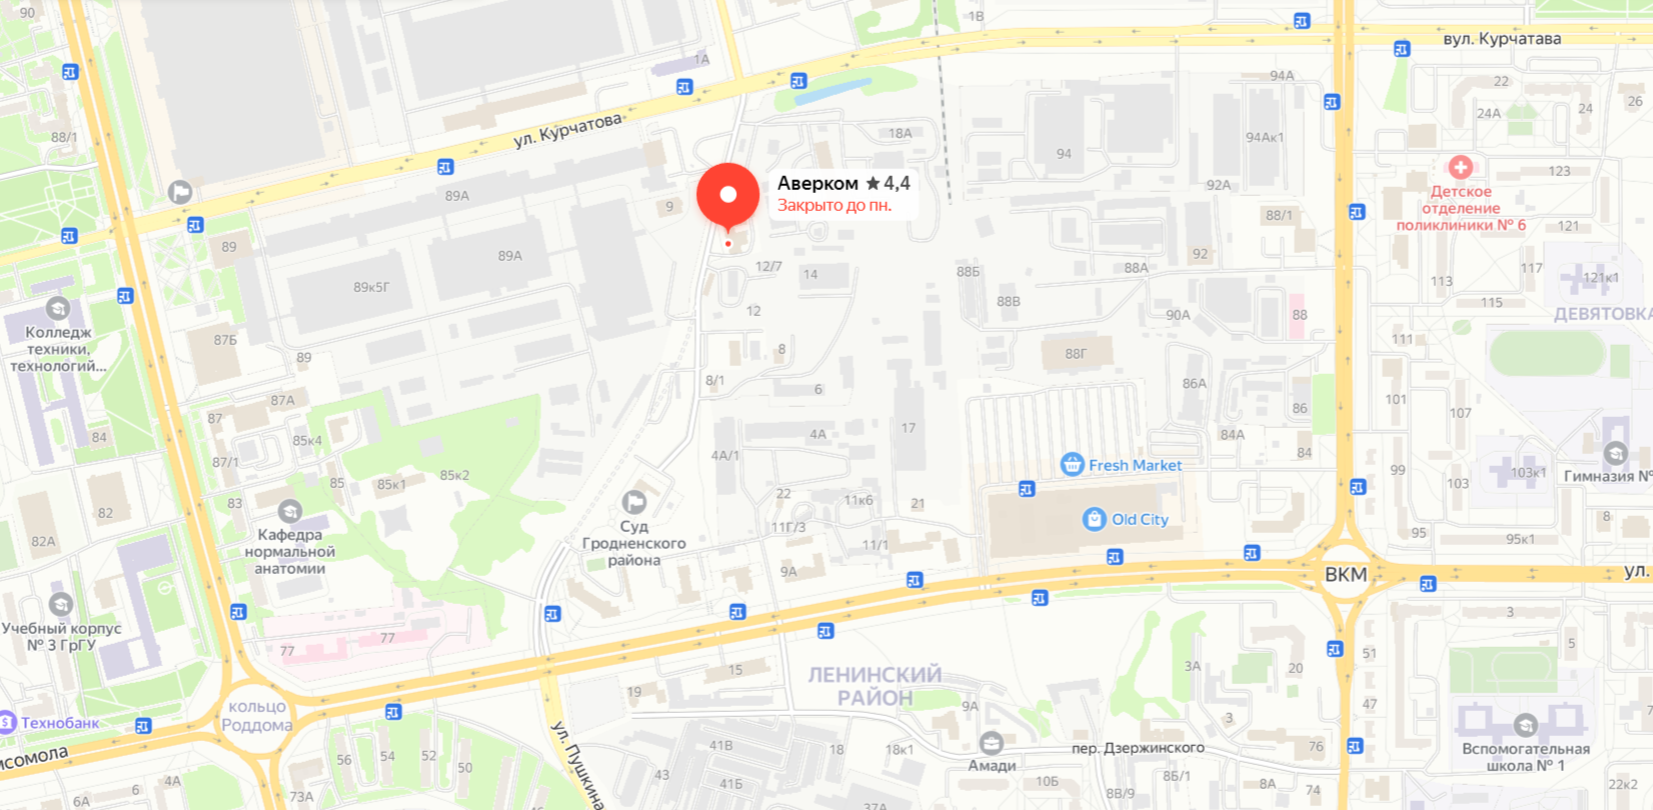 90
1В
вул. Курчатава
1А
94А
22
24А
24
26
88/1
ул. Курчатова
18А
94
94Ак1
123
Аверком ★ 4,4
Закрыто до пн.
89А
9
92А
Детское
отделение
поликлиники № 6
88/1
121
89
89А
12/7
14
88Б
88А
92
113
117
121к1
89к5Г
88В
115
12
90А
88
ДЕВЯТОВКА
Колледж
техники,
технологий...
87Б
89
8
88Г
111
8/1
6
86А
101
87А
86
107
87
84
85к4
4А
17
84А
87/1
4А/1
84
Fresh Market
85к2
85
85к1
99
103
103к1
Гимназия №
83
82
22
11к6
21
Суд
Гродненского
района
Old City
8
Кафедра
нормальной
анатомии
82А
11Г/3
11/1
95
95к1
9А
ВКМ
ул.
Учебный корпус
№ 3 ГрГУ
77
77
3
5
51
15
3А
20
ЛЕНИНСКИЙ
РАЙОН
19
кольцо
Роддома
9А
47
Технобанк
3
ул. Пушкина
41В
18
18к1
пер. Дзержинского
76
Вспомогательная
школа № 1
Амади
исомола
56
54
52
50
43
41Б
10Б
8Б/1
8В/9
8А
74
22к2
4А
6
6А
73А
37А
7